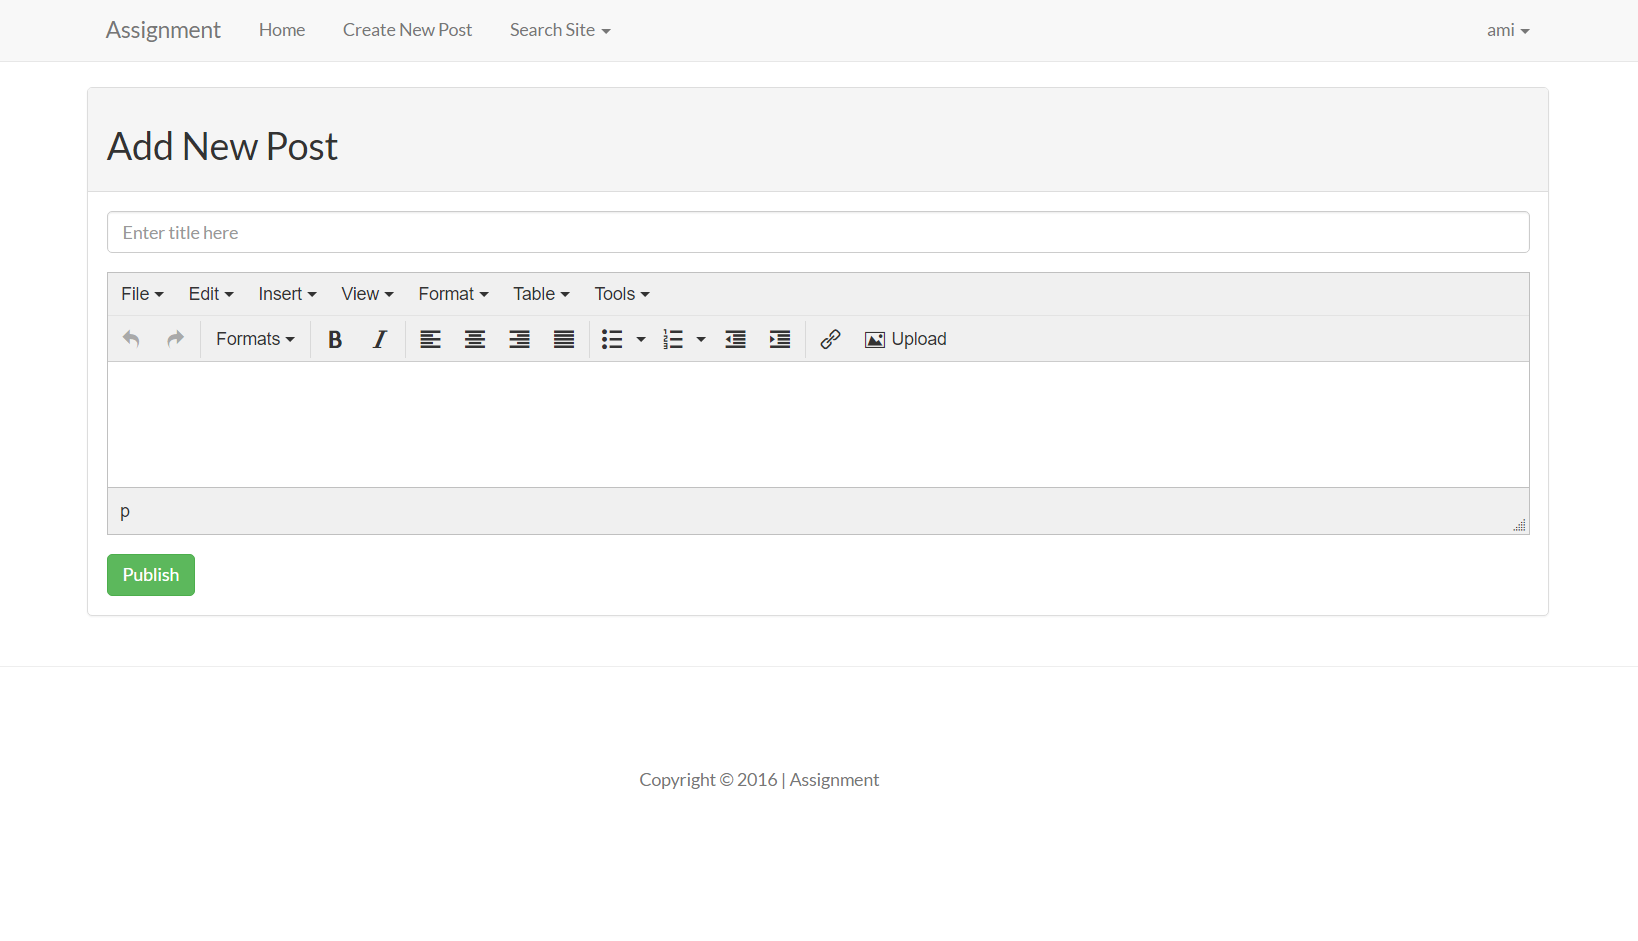 Assignment Home Create New Post Search Site ami
Add New Post
Enter title here
File Edit Insert View Format Table Tools
Formats B I Upload
p
Publish
Copyright © 2016 | Assignment